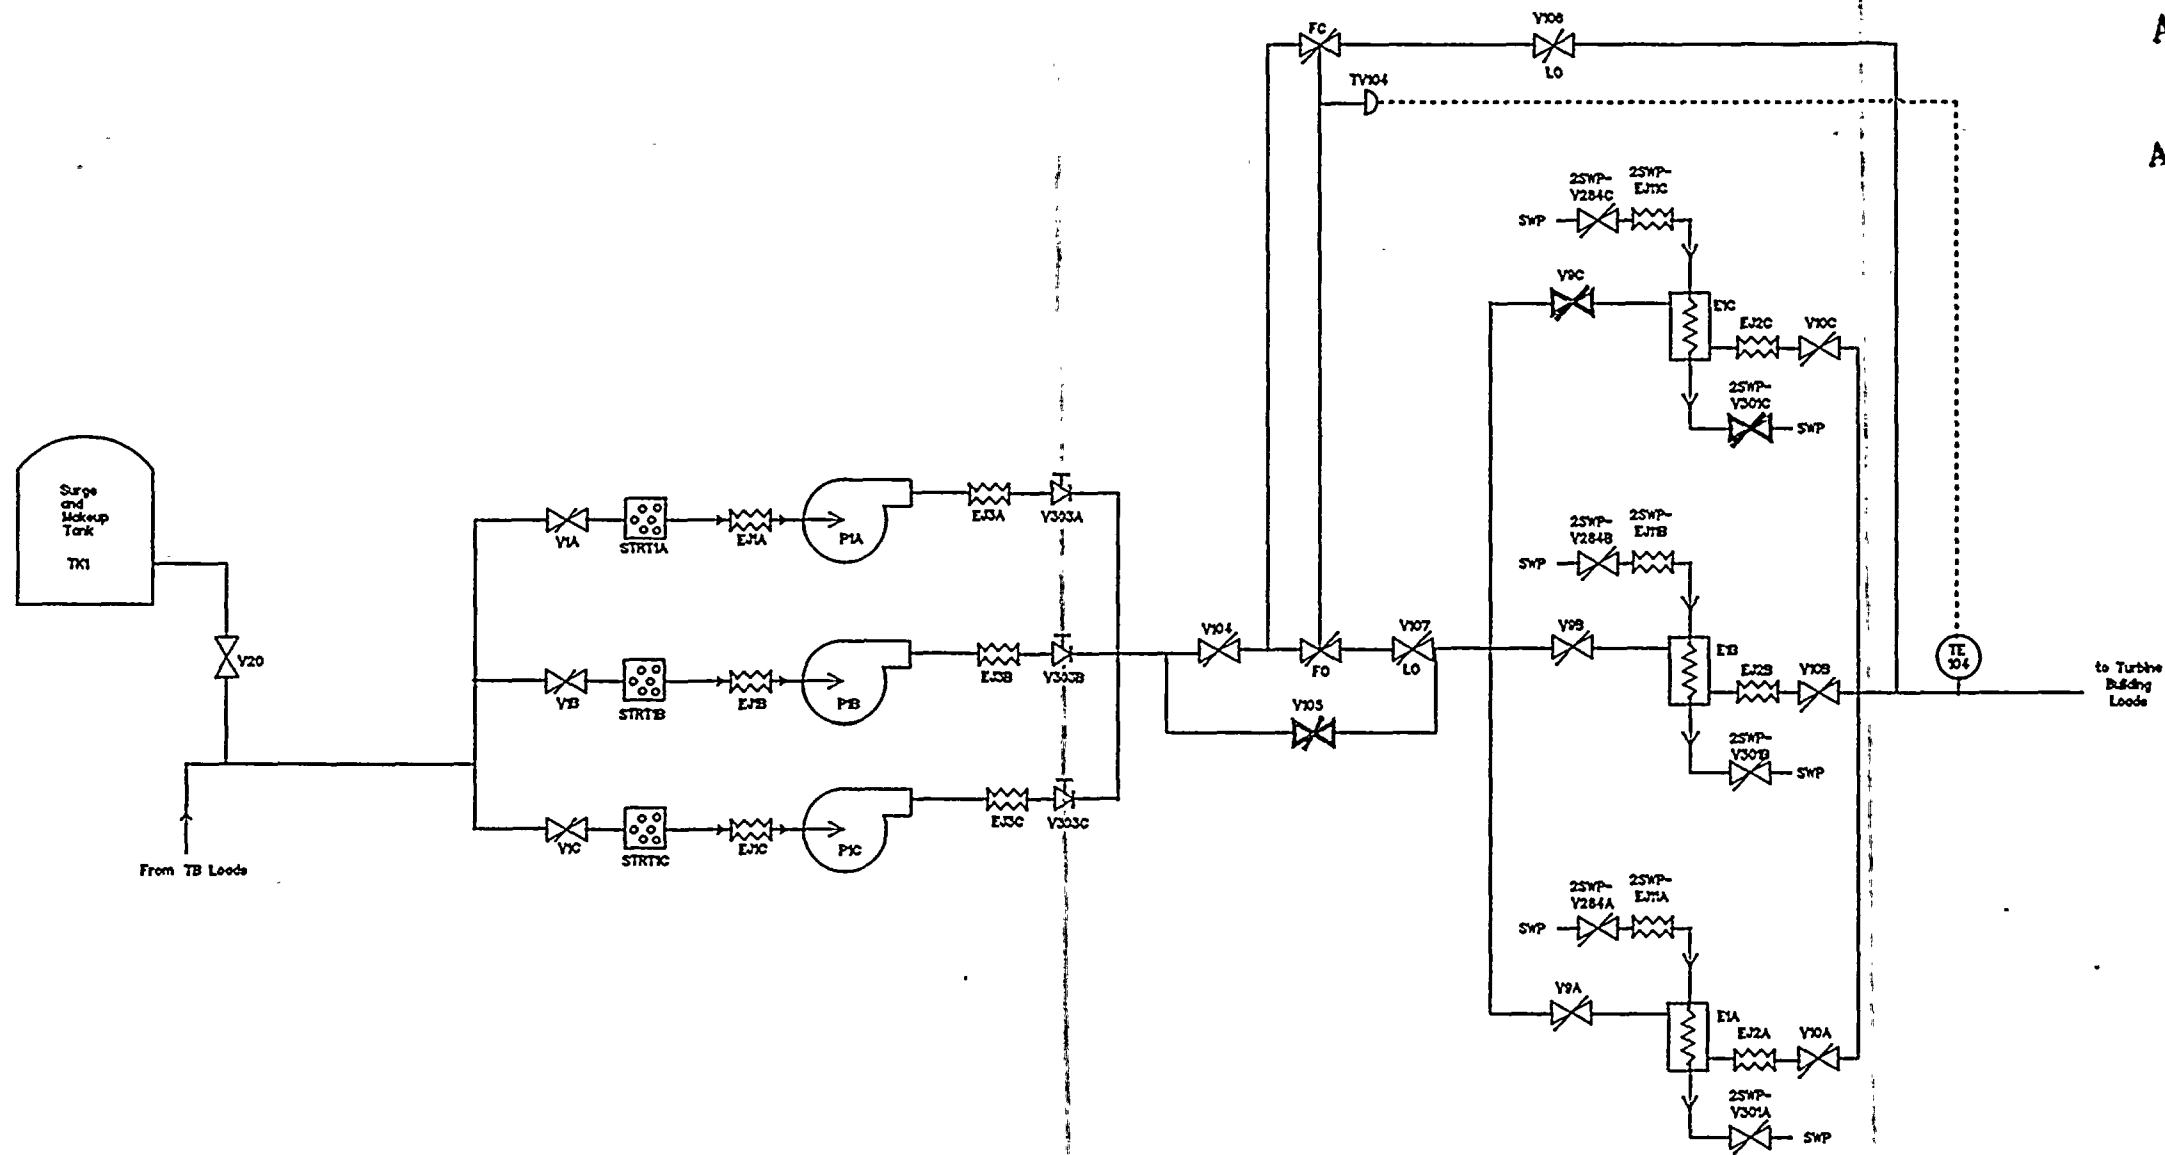 V106
FC
LO
TV104
2SWP-
V284C
2SWP-
EJ11C
SWP
V9C
E1C
EJ2C
V10C
2SWP-
V301C
SWP
Surge
and
Makeup
Tank
TK1
V20
From TB Loads
V1A
STRT1A
EJ1A
P1A
EJ3A
V303A
V1B
STRT1B
EJ1B
P1B
EJ3B
V303B
V1C
STRT1C
EJ1C
P1C
EJ3C
V303C
V104
FO
V107
LO
V105
2SWP-
V284B
2SWP-
EJ11B
SWP
V9B
E1B
EJ2B
V10B
2SWP-
V301B
SWP
TE
104
to Turbine
Building
Loads
2SWP-
V284A
2SWP-
EJ11A
SWP
V9A
E1A
EJ2A
V10A
2SWP-
V301A
SWP
A
A